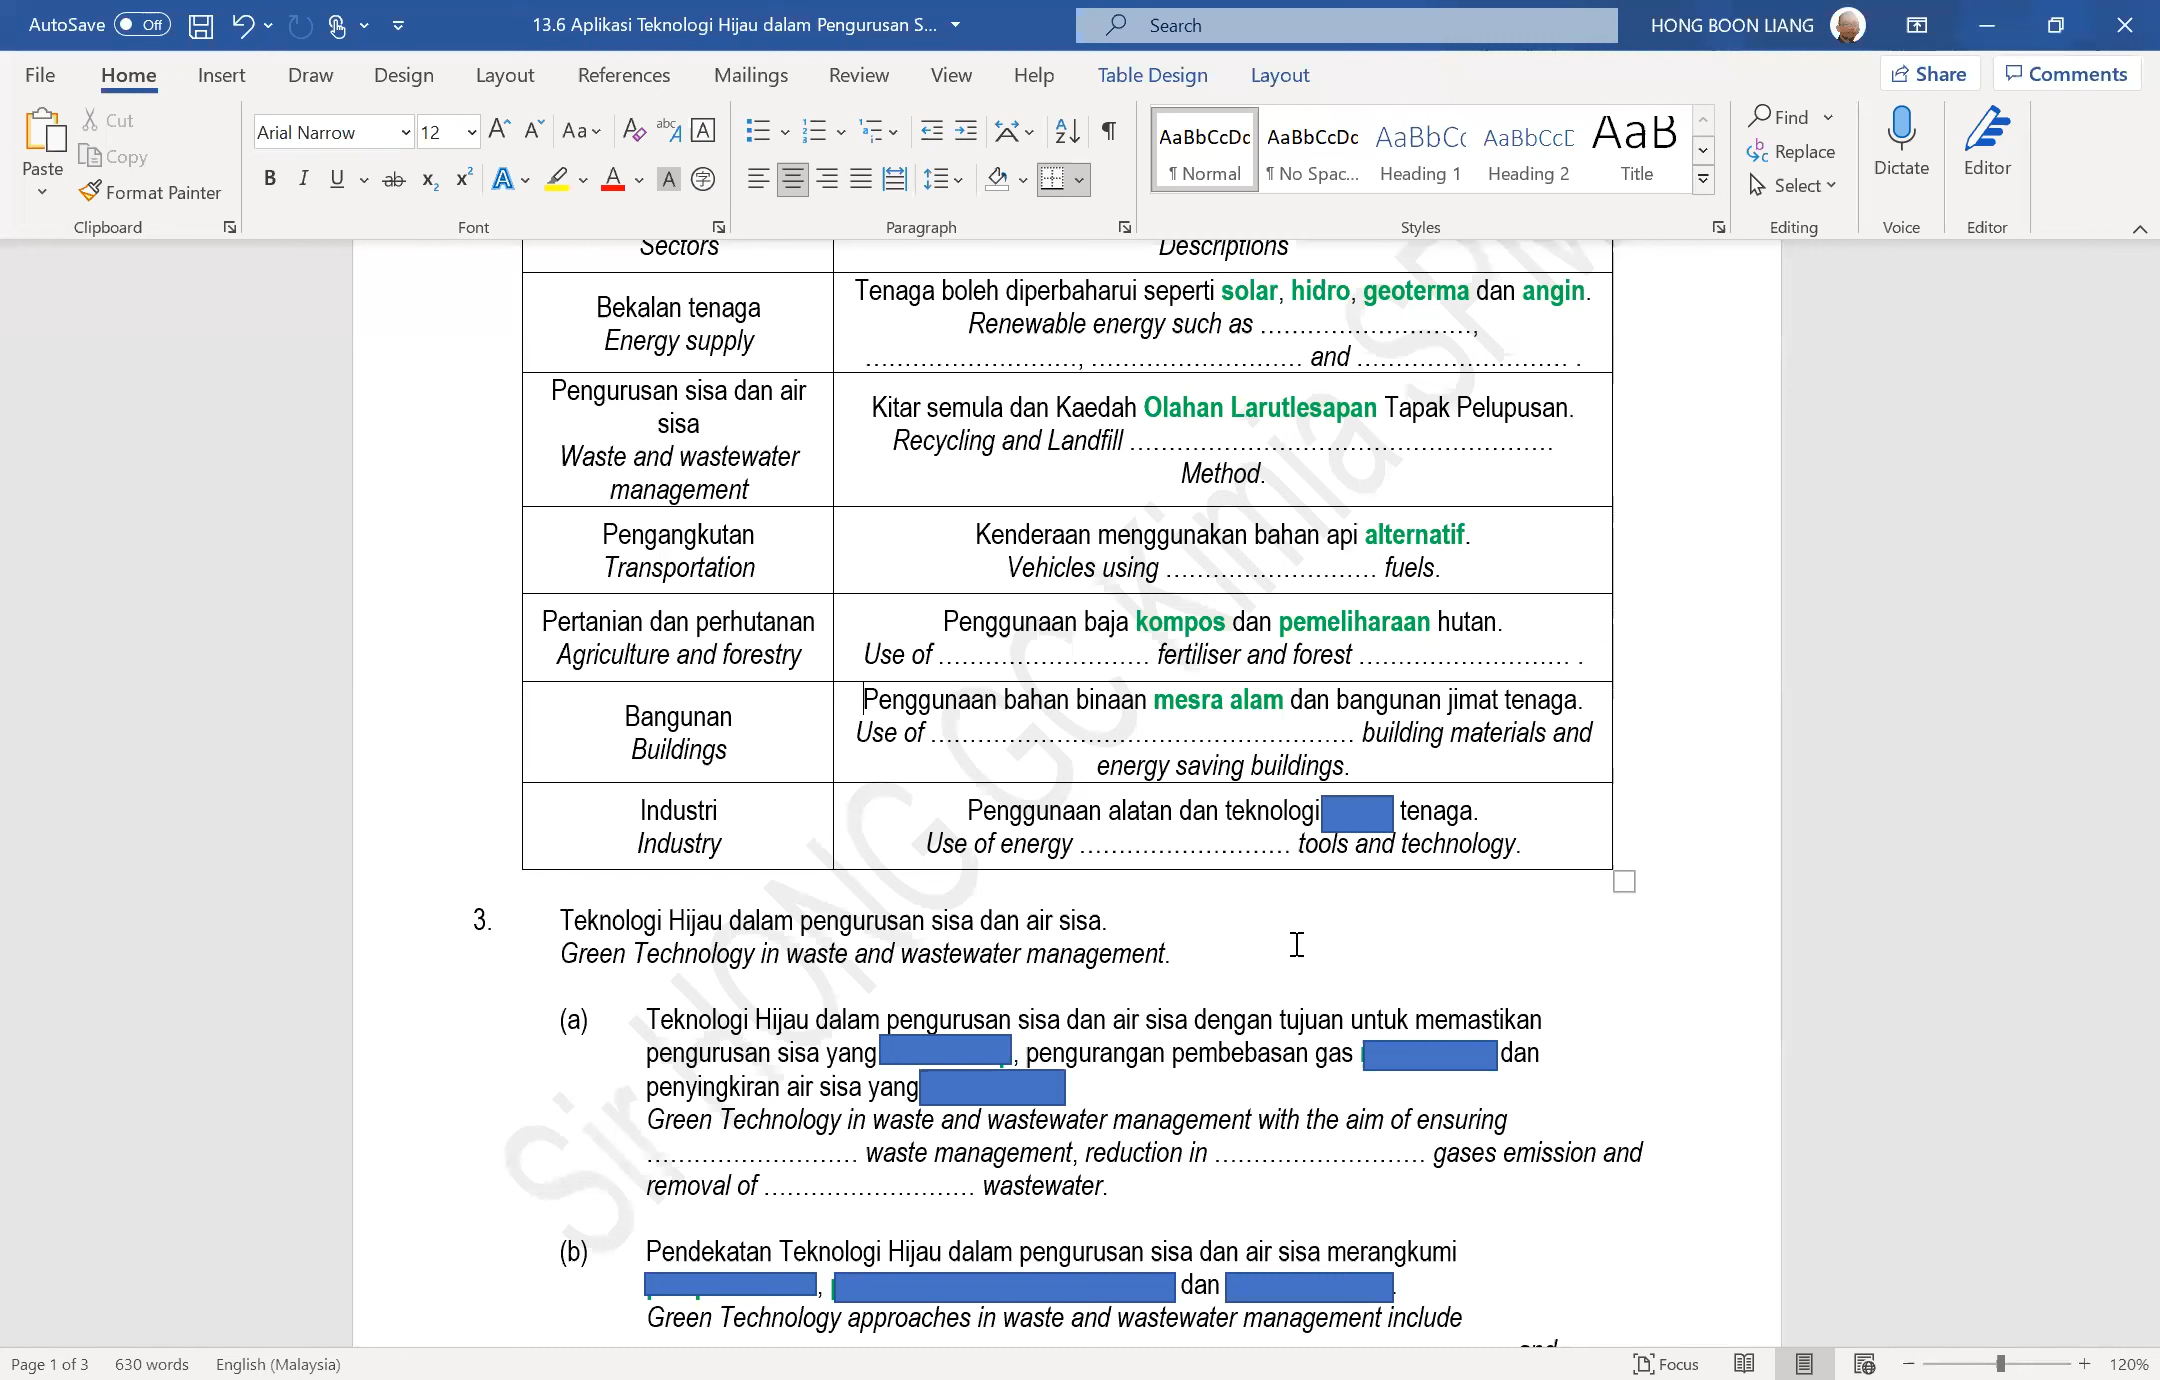 AutoSave Off
13.6 Aplikasi Teknologi Hijau dalam Pengurusan S...
Search
HONG BOON LIANG
File Home Insert Draw Design Layout References Mailings Review View Help Table Design Layout
Share Comments
Paste
Cut
Copy
Format Painter
Clipboard
Arial Narrow 12
Font
Paragraph
AaBbCcDc ¶ Normal
AaBbCcDc ¶ No Spac...
AaBbCc Heading 1
AaBbCcD Heading 2
AaB Title
Styles
Find
Replace
Select
Editing
Dictate
Voice
Editor
Editor
Sectors Descriptions
Bekalan tenaga
Energy supply
Tenaga boleh diperbaharui seperti solar, hidro, geoterma dan angin.
Renewable energy such as ...........................,
..........................., ........................... and ........................... .
Pengurusan sisa dan air
sisa
Waste and wastewater
management
Kitar semula dan Kaedah Olahan Larutlesapan Tapak Pelupusan.
Recycling and Landfill ......................................................
Method.
Pengangkutan
Transportation
Kenderaan menggunakan bahan api alternatif.
Vehicles using ........................... fuels.
Pertanian dan perhutanan
Agriculture and forestry
Penggunaan baja kompos dan pemeliharaan hutan.
Use of ........................... fertiliser and forest ........................... .
Bangunan
Buildings
Penggunaan bahan binaan mesra alam dan bangunan jimat tenaga.
Use of ...................................................... building materials and
energy saving buildings.
Industri
Industry
Penggunaan alatan dan teknologi tenaga.
Use of energy ........................... tools and technology.
3. Teknologi Hijau dalam pengurusan sisa dan air sisa.
Green Technology in waste and wastewater management.
(a) Teknologi Hijau dalam pengurusan sisa dan air sisa dengan tujuan untuk memastikan
pengurusan sisa yang , pengurangan pembebasan gas dan
penyingkiran air sisa yang
Green Technology in waste and wastewater management with the aim of ensuring
........................... waste management, reduction in ........................... gases emission and
removal of ........................... wastewater.
(b) Pendekatan Teknologi Hijau dalam pengurusan sisa dan air sisa merangkumi
, dan .
Green Technology approaches in waste and wastewater management include
and
Sir HONG GC Kimia SPM
Page 1 of 3 630 words English (Malaysia)
Focus
120%